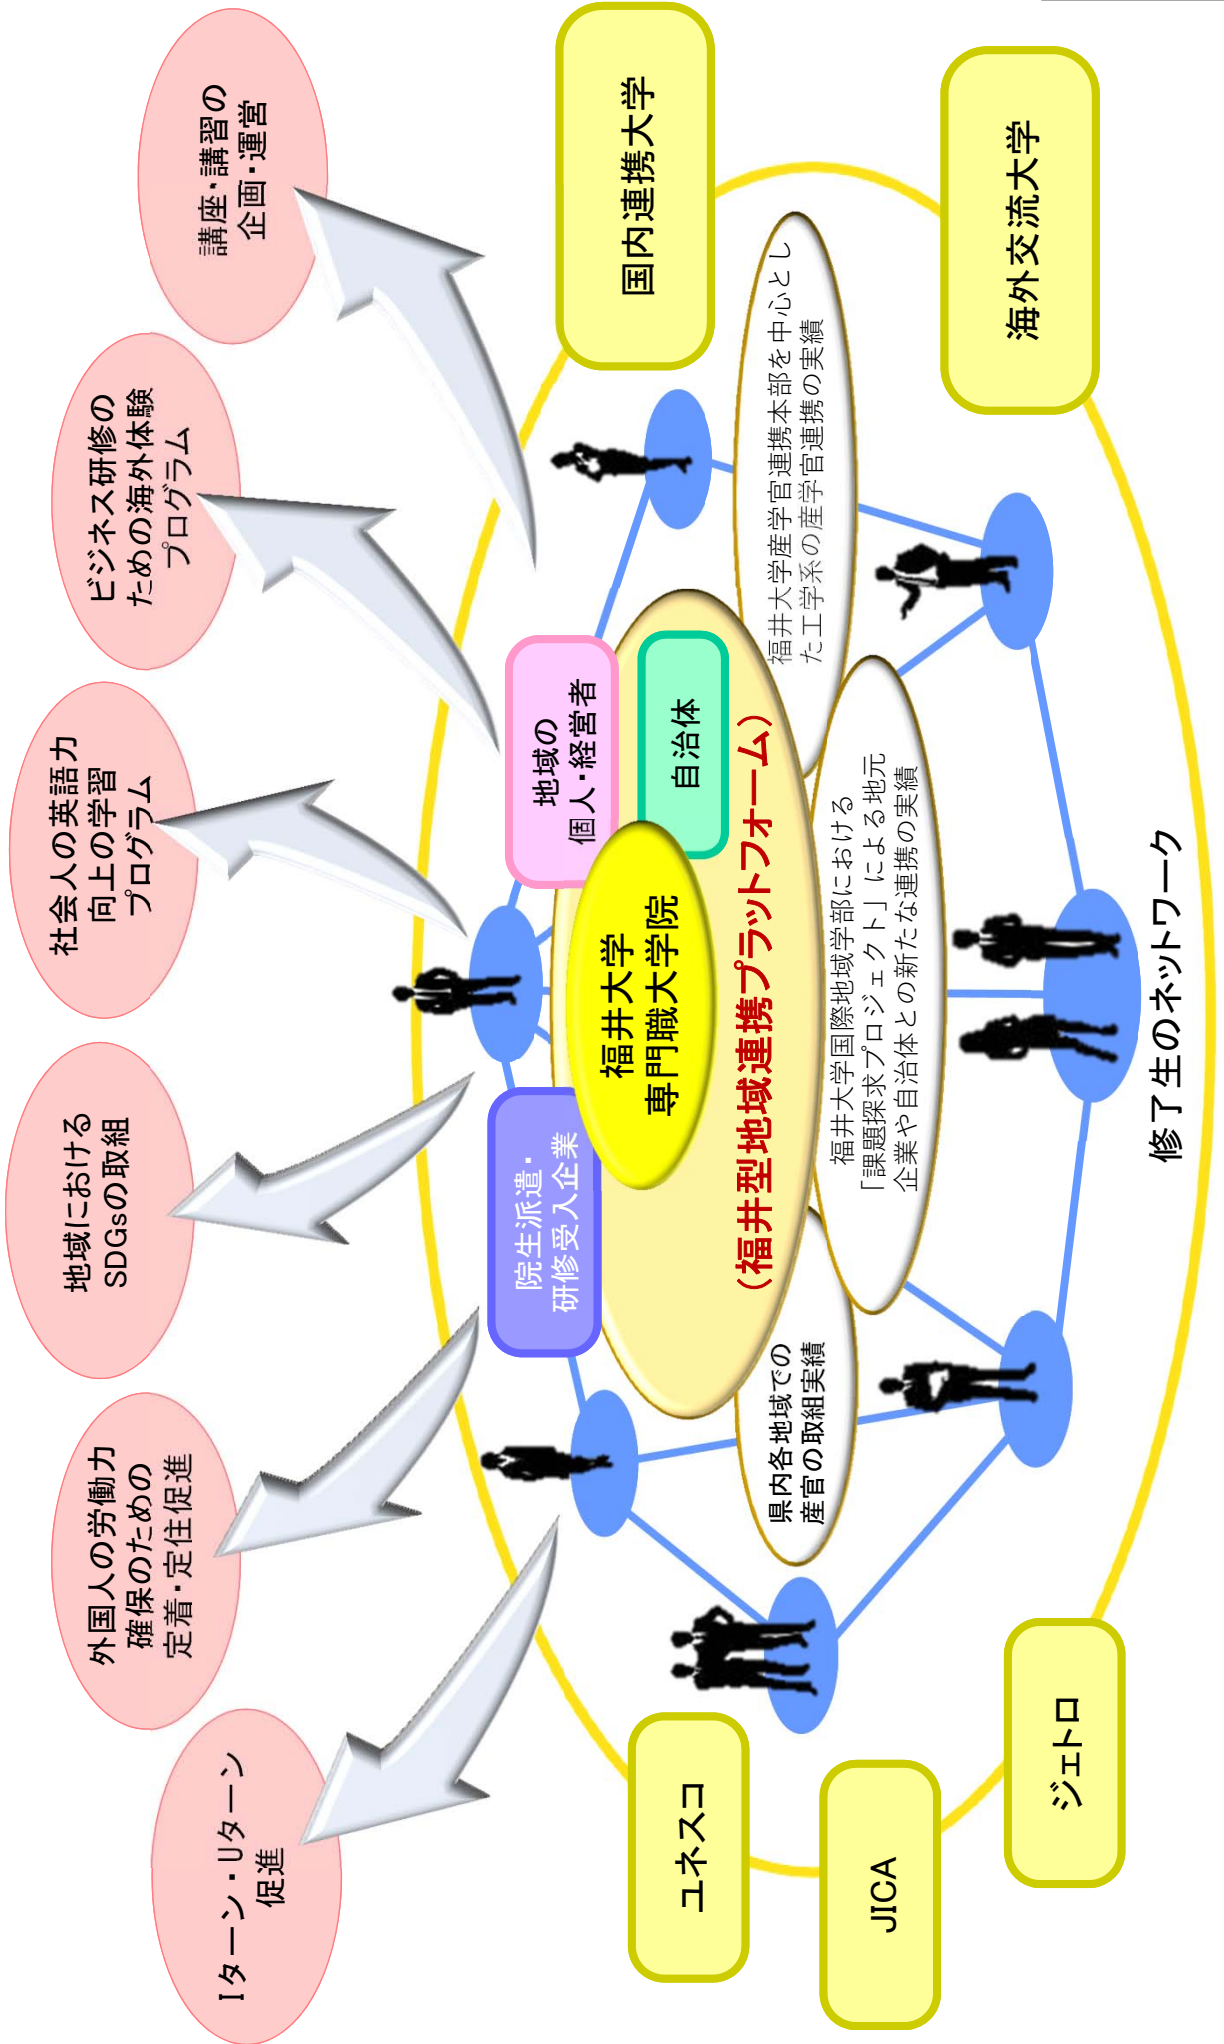 Iターン・Uターン
促進
外国人の労働力
確保のための
定着・定住促進
地域における
SDGsの取組
社会人の英語力
向上の学習
プログラム
ビジネス研修の
ための海外体験
プログラム
講座・講習の
企画・運営
院生派遣・
研修受入企業
地域の
個人・経営者
自治体
福井大学
専門職大学院
（福井型地域連携プラットフォーム）
県内各地域での
産官の取組実績
福井大学国際地域学部における
「課題探求プロジェクト」による地元
企業や自治体との新たな連携の実績
福井大学産学官連携本部を中心とし
た工学系の産学官連携の実績
ユネスコ
JICA
ジェトロ
国内連携大学
海外交流大学
修了生のネットワーク